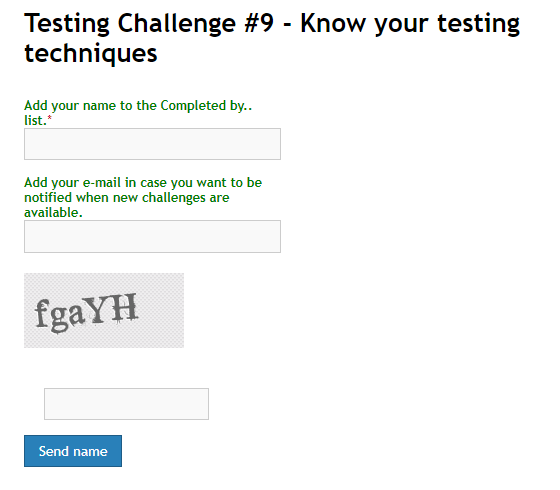 Testing Challenge #9 - Know your testing
techniques
Add your name to the Completed by..
list.*
Add your e-mail in case you want to be
notified when new challenges are
available.
fgaYH
Send name